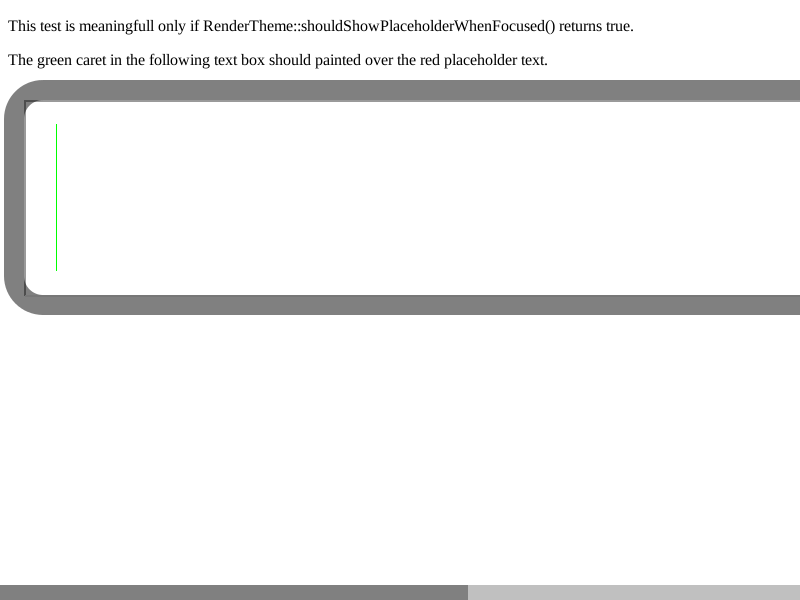 This test is meaningfull only if RenderTheme::shouldShowPlaceholderWhenFocused() returns true.
The green caret in the following text box should painted over the red placeholder text.